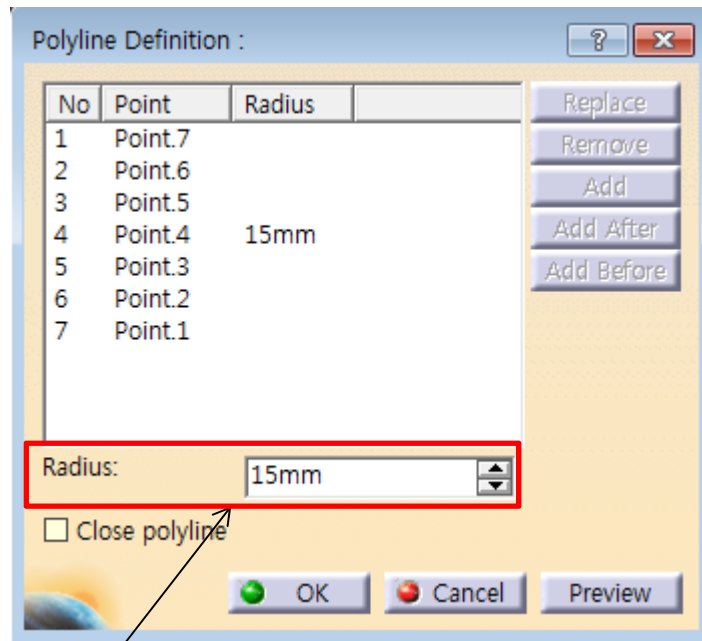 Polyline Definition :
?
No Point Radius
1 Point.7
2 Point.6
3 Point.5
4 Point.4 15mm
5 Point.3
6 Point.2
7 Point.1
Replace
Remove
Add
Add After
Add Before
Radius: 15mm
Close polyline
OK Cancel Preview